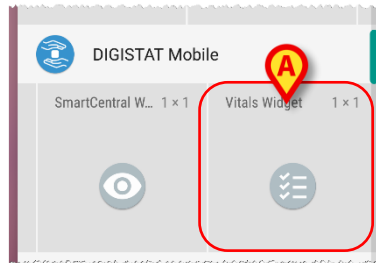 DIGISTAT Mobile
A
SmartCentral W... 1 × 1
Vitals Widget 1 × 1